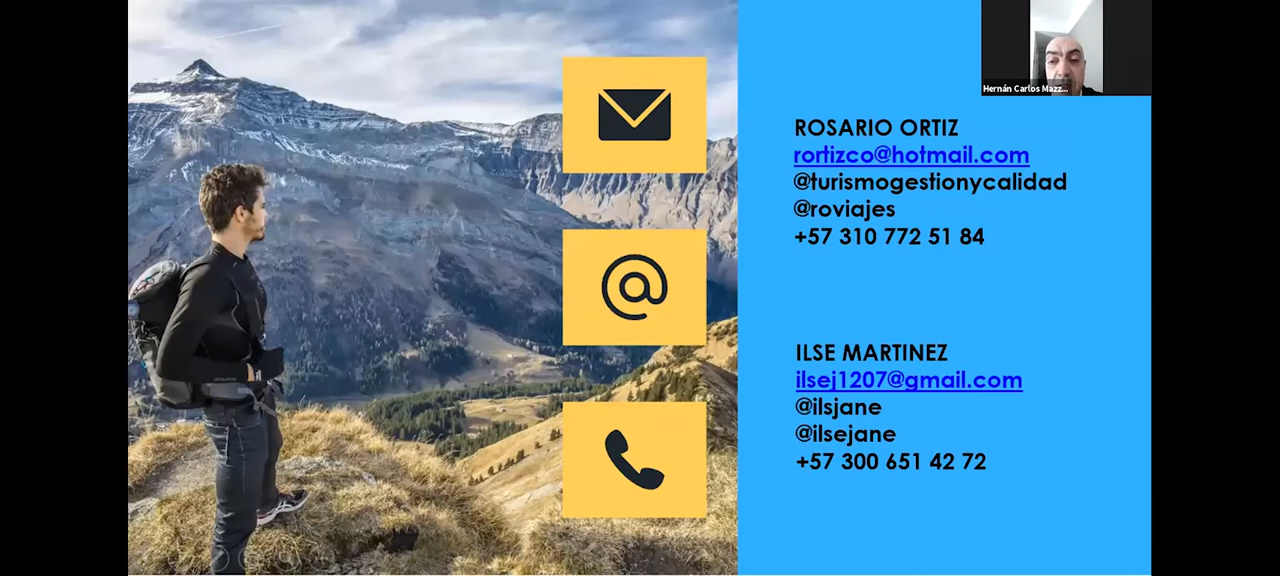 Hernán Carlos Mazz...
ROSARIO ORTIZ
rortizco@hotmail.com
@turismogestionycalidad
@roviajes
+57 310 772 51 84
ILSE MARTINEZ
ilsej1207@gmail.com
@ilsjane
@ilsejane
+57 300 651 42 72